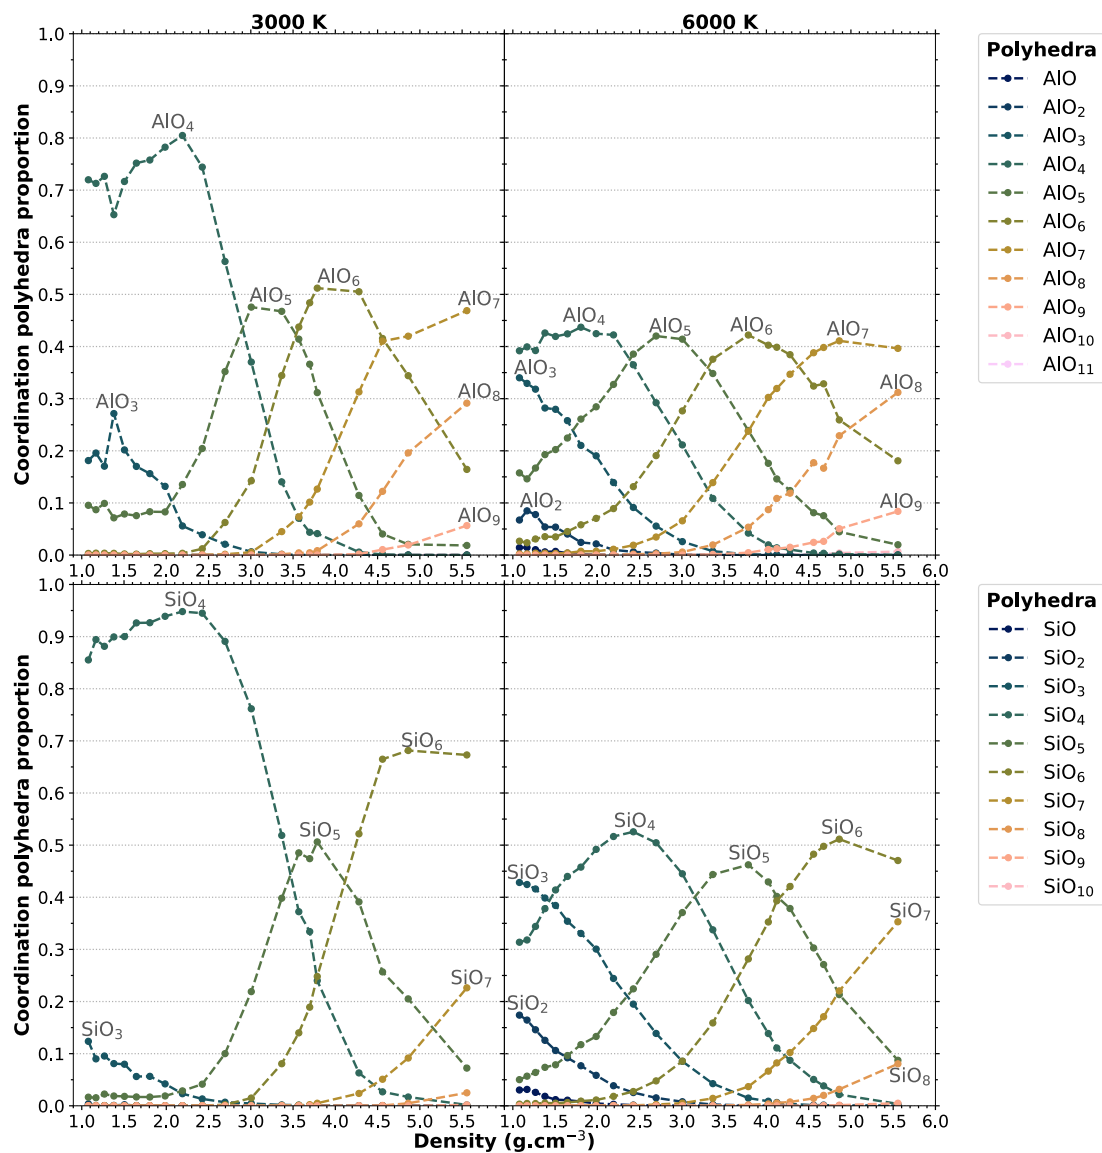 3000 K
6000 K
Coordination polyhedra proportion
1.0
0.9
0.8
0.7
0.6
0.5
0.4
0.3
0.2
0.1
0.0
AlO₄
AlO₃
AlO₅
AlO₆
AlO₇
AlO₈
AlO₉
1.0 1.5 2.0 2.5 3.0 3.5 4.0 4.5 5.0 5.5
AlO₄
AlO₃
AlO₂
AlO₅
AlO₆
AlO₇
AlO₈
AlO₉
1.0 1.5 2.0 2.5 3.0 3.5 4.0 4.5 5.0 5.5 6.0
Polyhedra
AlO
AlO₂
AlO₃
AlO₄
AlO₅
AlO₆
AlO₇
AlO₈
AlO₉
AlO₁₀
AlO₁₁
Coordination polyhedra proportion
1.0
0.9
0.8
0.7
0.6
0.5
0.4
0.3
0.2
0.1
0.0
SiO₄
SiO₃
SiO₅
SiO₆
SiO₇
1.0 1.5 2.0 2.5 3.0 3.5 4.0 4.5 5.0 5.5
SiO₃
SiO₂
SiO₄
SiO₅
SiO₆
SiO₇
SiO₈
1.0 1.5 2.0 2.5 3.0 3.5 4.0 4.5 5.0 5.5 6.0
Density (g.cm⁻³)
Polyhedra
SiO
SiO₂
SiO₃
SiO₄
SiO₅
SiO₆
SiO₇
SiO₈
SiO₉
SiO₁₀